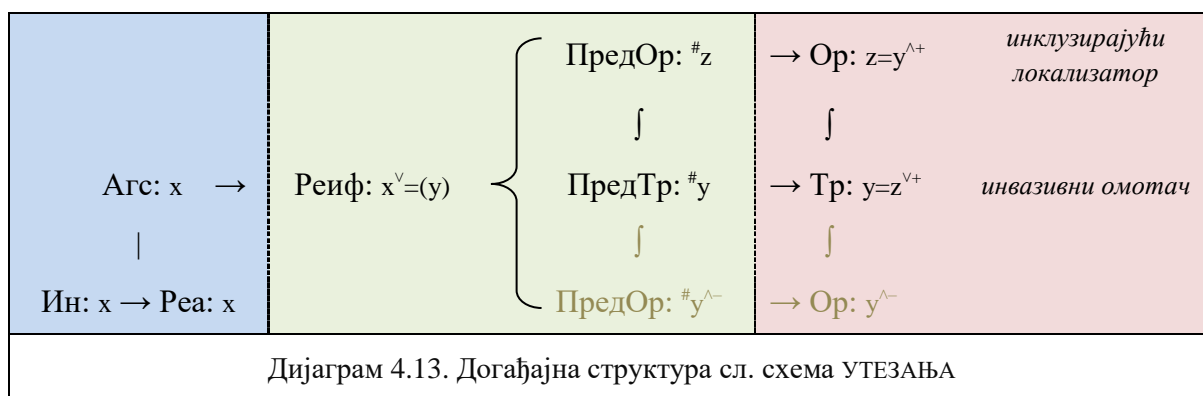 ПредОр: #z → Ор: z=y^+ инклузирајући локализатор
∫ ∫
Агс: x → Реиф: x˅=(y) ПредТр: #y → Тр: y=z˅+ инвазивни омотач
| ∫ ∫
Ин: x → Реа: x ПредОр: #y^− → Ор: y^−
Дијаграм 4.13. Догађајна структура сл. схема УТЕЗАЊА